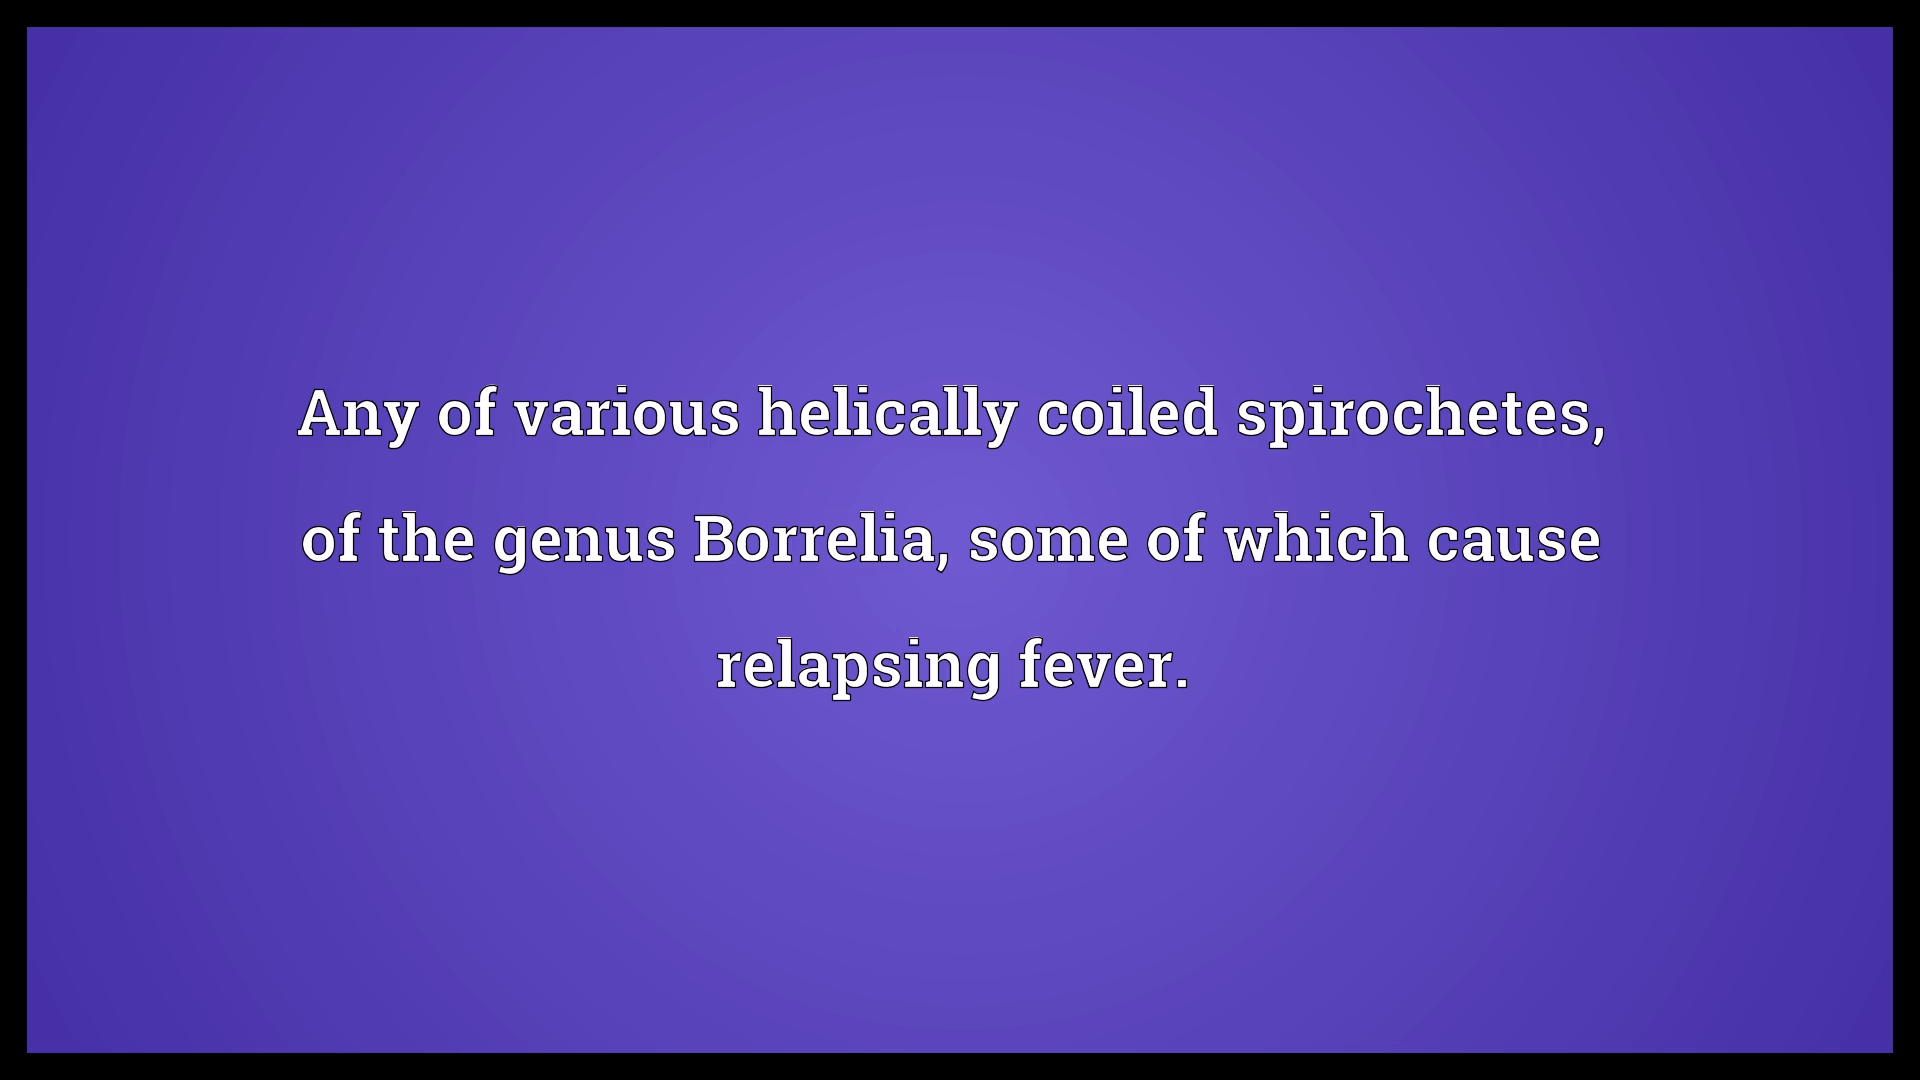 Any of various helically coiled spirochetes,
of the genus Borrelia, some of which cause
relapsing fever.